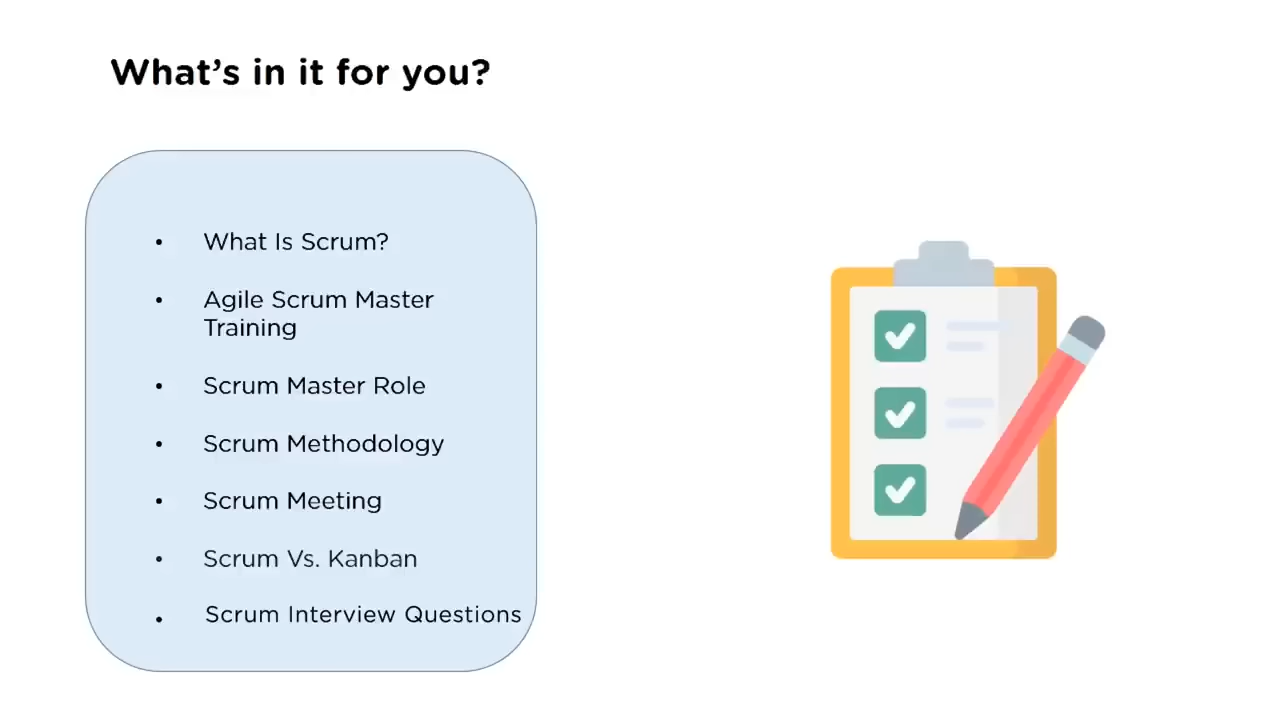 What's in it for you?
• What Is Scrum?
• Agile Scrum Master
Training
• Scrum Master Role
• Scrum Methodology
• Scrum Meeting
• Scrum Vs. Kanban
• Scrum Interview Questions